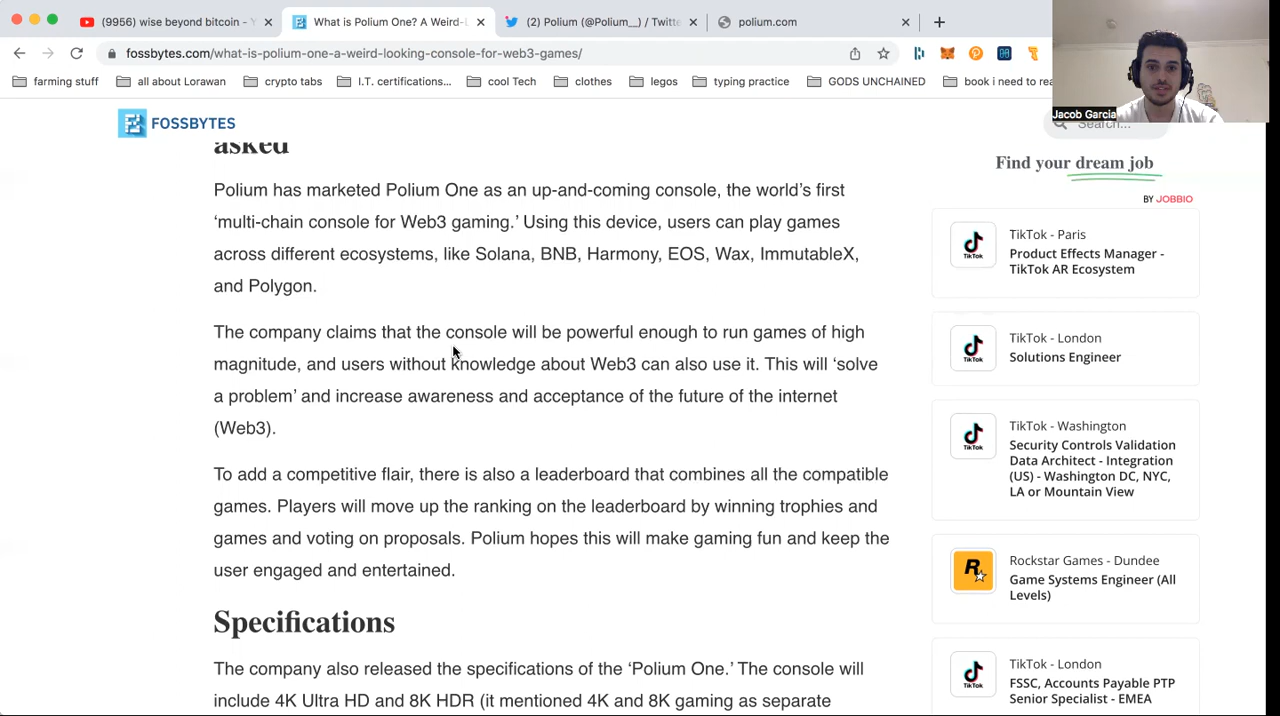 (9956) wise beyond bitcoin - Y
What is Polium One? A Weird-L
(2) Polium (@Polium__) / Twitte
polium.com
fossbytes.com/what-is-polium-one-a-weird-looking-console-for-web3-games/
farming stuff
all about Lorawan
crypto tabs
I.T. certifications...
cool Tech
clothes
legos
typing practice
GODS UNCHAINED
book i need to rea
Jacob Garcia
FOSSBYTES
Search...
asked
Polium has marketed Polium One as an up-and-coming console, the world's first
'multi-chain console for Web3 gaming.' Using this device, users can play games
across different ecosystems, like Solana, BNB, Harmony, EOS, Wax, ImmutableX,
and Polygon.
The company claims that the console will be powerful enough to run games of high
magnitude, and users without knowledge about Web3 can also use it. This will 'solve
a problem' and increase awareness and acceptance of the future of the internet
(Web3).
To add a competitive flair, there is also a leaderboard that combines all the compatible
games. Players will move up the ranking on the leaderboard by winning trophies and
games and voting on proposals. Polium hopes this will make gaming fun and keep the
user engaged and entertained.
Specifications
The company also released the specifications of the 'Polium One.' The console will
include 4K Ultra HD and 8K HDR (it mentioned 4K and 8K gaming as separate
Find your dream job
BY JOBBIO
TikTok
TikTok - Paris
Product Effects Manager -
TikTok AR Ecosystem
TikTok
TikTok - London
Solutions Engineer
TikTok
TikTok - Washington
Security Controls Validation
Data Architect - Integration
(US) - Washington DC, NYC,
LA or Mountain View
R
Rockstar Games - Dundee
Game Systems Engineer (All
Levels)
TikTok
TikTok - London
FSSC, Accounts Payable PTP
Senior Specialist - EMEA